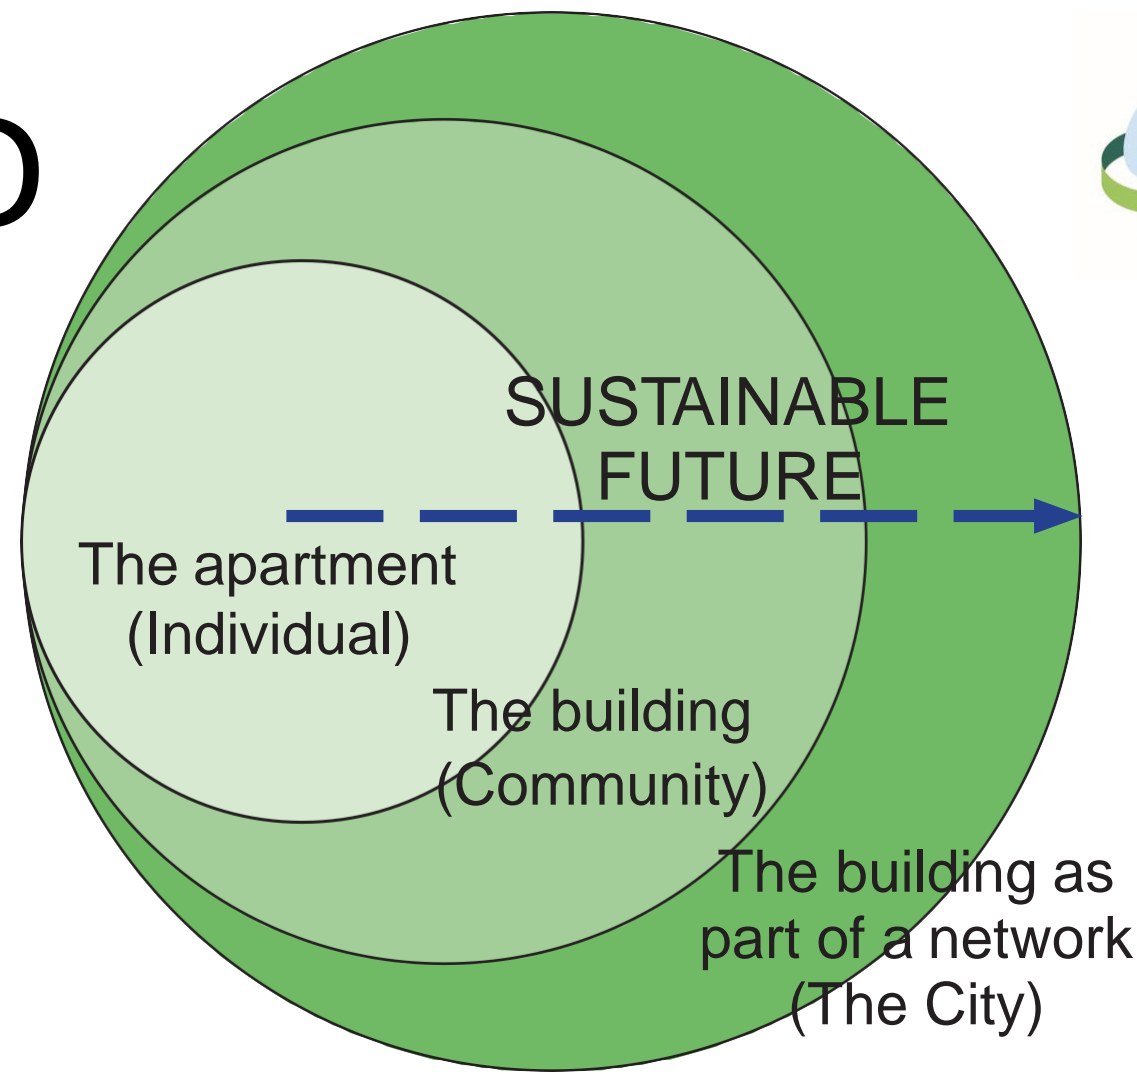 SUSTAINABLE
FUTURE
The apartment
(Individual)
The building
(Community)
The building as
part of a network
(The City)